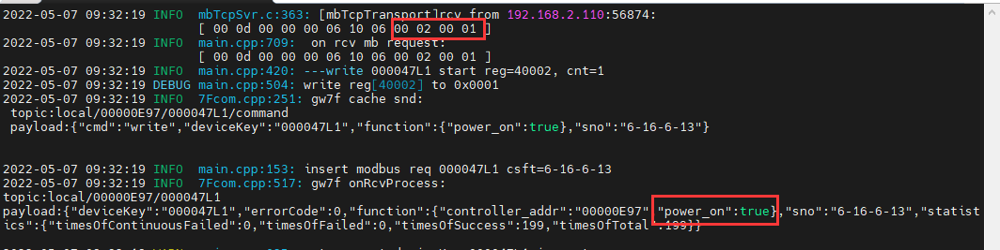 2022-05-07 09:32:19 INFO  mbTcpSvr.c:363: [mbTcpTransport]rcv from 192.168.2.110:56874:
[ 00 0d 00 00 00 06 10 06 00 02 00 01 ]
2022-05-07 09:32:19 INFO  main.cpp:709:  on rcv mb request:
[ 00 0d 00 00 00 06 10 06 00 02 00 01 ]
2022-05-07 09:32:19 INFO  main.cpp:420: ---write 000047L1 start reg=40002, cnt=1
2022-05-07 09:32:19 DEBUG main.cpp:504: write reg[40002] to 0x0001
2022-05-07 09:32:19 INFO  7Fcom.cpp:251: gw7f cache snd:
topic:local/00000E97/000047L1/command
payload:{"cmd":"write","deviceKey":"000047L1","function":{"power_on":true},"sno":"6-16-6-13"}
2022-05-07 09:32:19 INFO  main.cpp:153: insert modbus req 000047L1 csft=6-16-6-13
2022-05-07 09:32:19 INFO  7Fcom.cpp:517: gw7f onRcvProcess:
topic:local/00000E97/000047L1
payload:{"deviceKey":"000047L1","errorCode":0,"function":{"controller_addr":"00000E97","power_on":true},"sno":"6-16-6-13","statist
ics":{"timesOfContinuousFailed":0,"timesOfFailed":0,"timesOfSuccess":199,"timesOfTotal":199}}